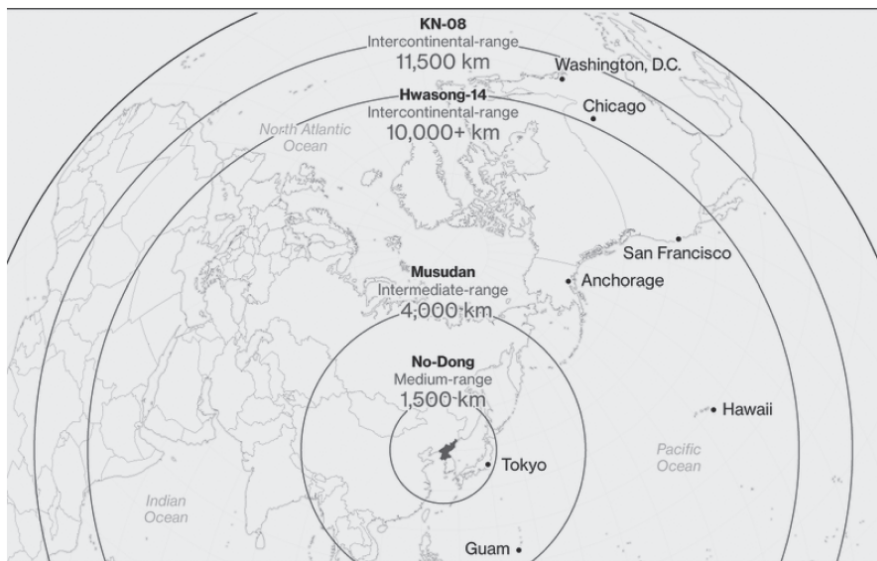 KN-08
Intercontinental-range
11,500 km
Washington, D.C.
Hwasong-14
Intercontinental-range
10,000+ km
Chicago
North Atlantic
Ocean
San Francisco
Musudan
Intermediate-range
4,000 km
Anchorage
No-Dong
Medium-range
1,500 km
Hawaii
Tokyo
Pacific
Ocean
Indian
Ocean
Guam